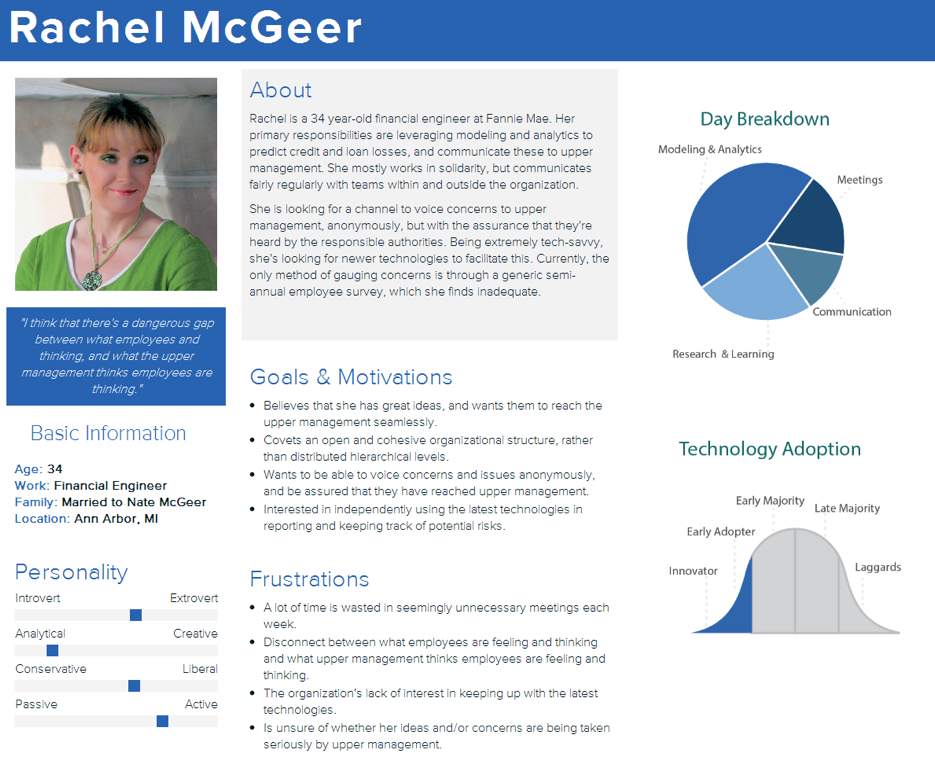 Rachel McGeer
About
Rachel is a 34 year-old financial engineer at Fannie Mae. Her
primary responsibilities are leveraging modeling and analytics to
predict credit and loan losses, and communicate these to upper
management. She mostly works in solidarity, but communicates
fairly regularly with teams within and outside the organization.
She is looking for a channel to voice concerns to upper
management, anonymously, but with the assurance that they're
heard by the responsible authorities. Being extremely tech-savvy,
she's looking for newer technologies to facilitate this. Currently, the
only method of gauging concerns is through a generic semi-
annual employee survey, which she finds inadequate.
"I think that there's a dangerous gap
between what employees and
thinking, and what the upper
management thinks employees are
thinking."
Basic Information
Age: 34
Work: Financial Engineer
Family: Married to Nate McGeer
Location: Ann Arbor, MI
Personality
Introvert Extrovert
Analytical Creative
Conservative Liberal
Passive Active
Goals & Motivations
• Believes that she has great ideas, and wants them to reach the
upper management seamlessly.
• Covets an open and cohesive organizational structure, rather
than distributed hierarchical levels.
• Wants to be able to voice concerns and issues anonymously,
and be assured that they have reached upper management.
• Interested in independently using the latest technologies in
reporting and keeping track of potential risks.
Frustrations
• A lot of time is wasted in seemingly unnecessary meetings each
week.
• Disconnect between what employees are feeling and thinking
and what upper management thinks employees are feeling and
thinking.
• The organization's lack of interest in keeping up with the latest
technologies.
• Is unsure of whether her ideas and/or concerns are being taken
seriously by upper management.
Day Breakdown
Modeling & Analytics
Meetings
Communication
Research & Learning
Technology Adoption
Early Majority
Late Majority
Early Adopter
Laggards
Innovator